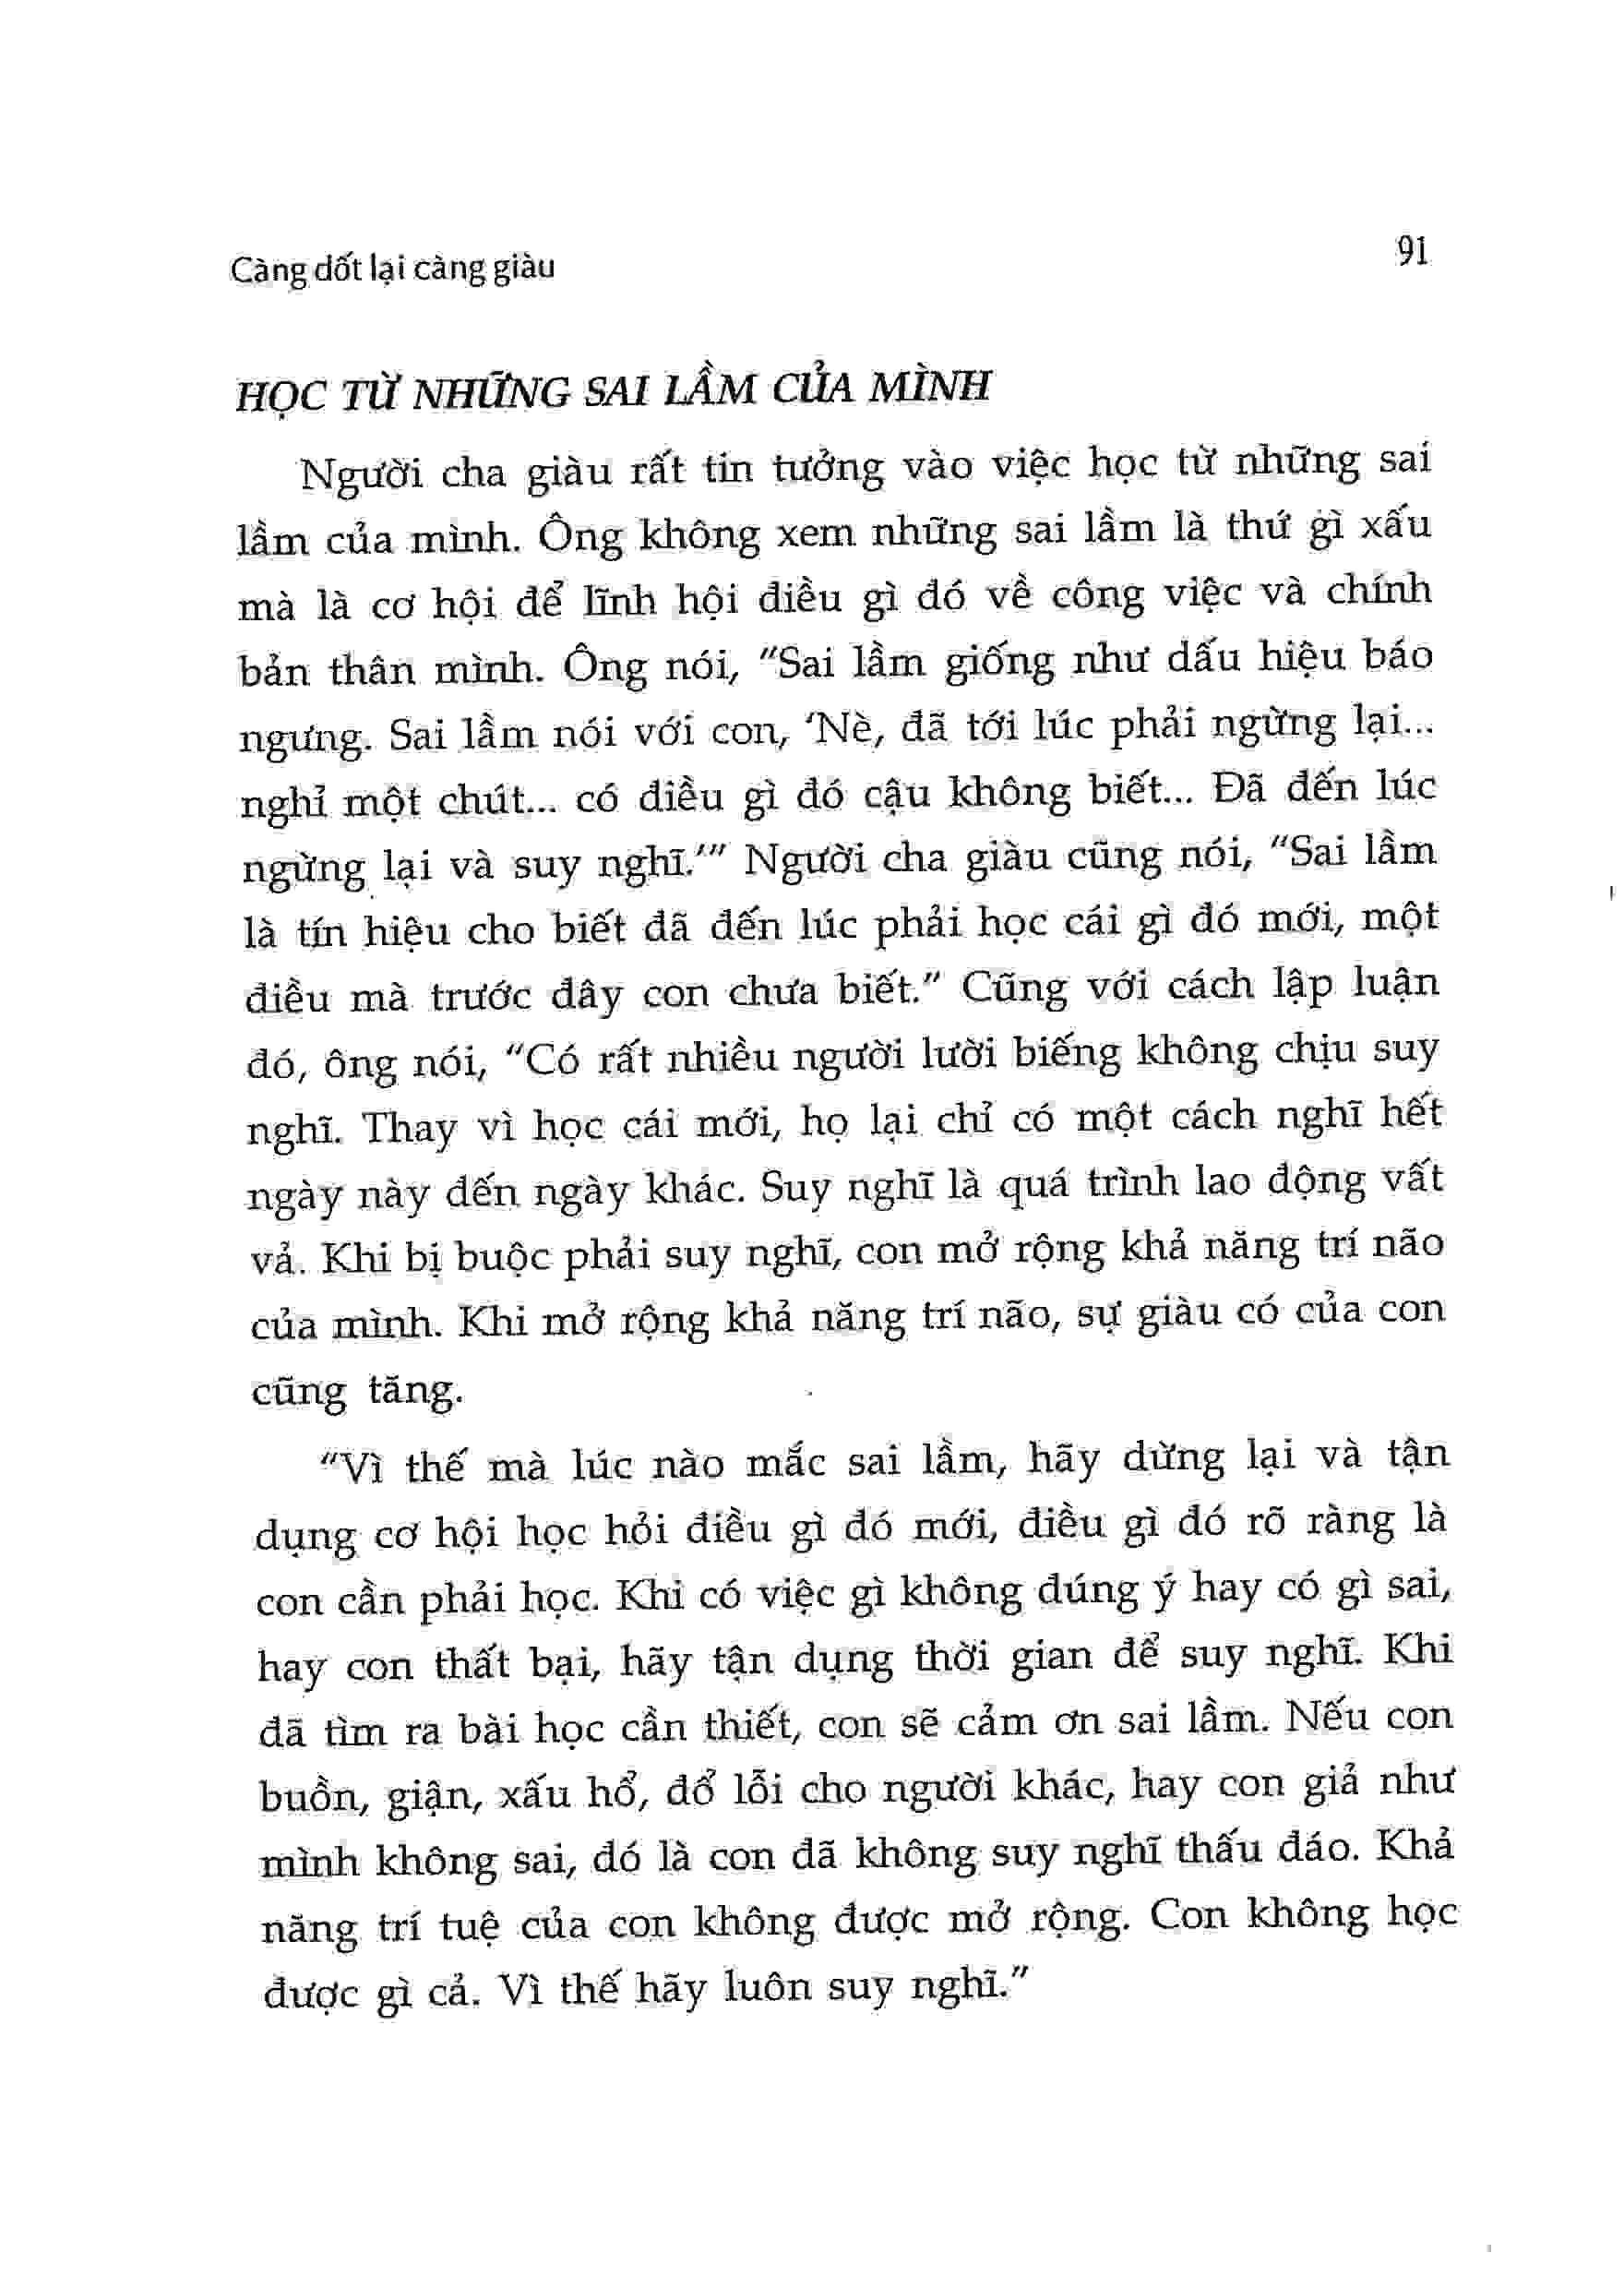 Càng dốt lại càng giàu
91
HỌC TỪ NHỮNG SAI LẦM CỦA MÌNH
Người cha giàu rất tin tưởng vào việc học từ những sai
lầm của mình. Ông không xem những sai lầm là thứ gì xấu
mà là cơ hội để lĩnh hội điều gì đó về công việc và chính
bản thân mình. Ông nói, “Sai lầm giống như dấu hiệu báo
ngưng. Sai lầm nói với con, ‘Nè, đã tới lúc phải ngừng lại...
nghỉ một chút... có điều gì đó cậu không biết... Đã đến lúc
ngừng lại và suy nghĩ.’” Người cha giàu cũng nói, “Sai lầm
là tín hiệu cho biết đã đến lúc phải học cái gì đó mới, một
điều mà trước đây con chưa biết.” Cũng với cách lập luận
đó, ông nói, “Có rất nhiều người lười biếng không chịu suy
nghĩ. Thay vì học cái mới, họ lại chỉ có một cách nghĩ hết
ngày này đến ngày khác. Suy nghĩ là quá trình lao động vất
vả. Khi bị buộc phải suy nghĩ, con mở rộng khả năng trí não
của mình. Khi mở rộng khả năng trí não, sự giàu có của con
cũng tăng.
“Vì thế mà lúc nào mắc sai lầm, hãy dừng lại và tận
dụng cơ hội học hỏi điều gì đó mới, điều gì đó rõ ràng là
con cần phải học. Khi có việc gì không đúng ý hay có gì sai,
hay con thất bại, hãy tận dụng thời gian để suy nghĩ. Khi
đã tìm ra bài học cần thiết, con sẽ cảm ơn sai lầm. Nếu con
buồn, giận, xấu hổ, đổ lỗi cho người khác, hay con giả như
mình không sai, đó là con đã không suy nghĩ thấu đáo. Khả
năng trí tuệ của con không được mở rộng. Con không học
được gì cả. Vì thế hãy luôn suy nghĩ.”